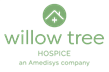 willow tree
HOSPICE
an Amedisys company